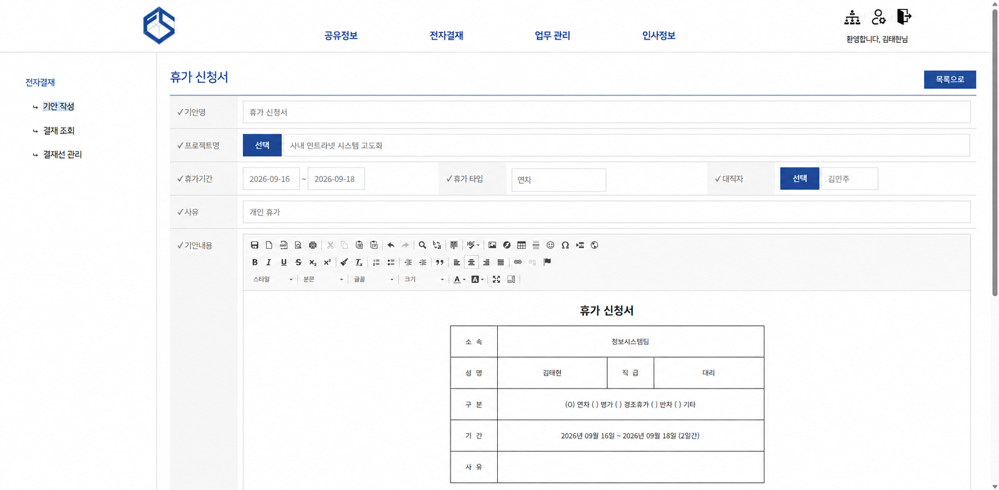 공유정보 전자결재 업무 관리 인사정보
환영합니다, 김태현님
전자결재
기안 작성
결재 조회
결재선 관리
휴가 신청서
목록으로
✓기안명 휴가 신청서
✓프로젝트명 선택 사내 인트라넷 시스템 고도화
✓휴가기간 2026-09-16 ~ 2026-09-18 ✓휴가 타입 연차 ✓대직자 선택 김민주
✓사유 개인 휴가
✓기안내용
스타일 본문 글꼴 크기
휴가 신청서
소 속 정보시스템팀
성 명 김태현 직 급 대리
구 분 (O) 연차 ( ) 병가 ( ) 경조휴가 ( ) 반차 ( ) 기타
기 간 2026년 09월 16일 ~ 2026년 09월 18일 (2일간)
사 유